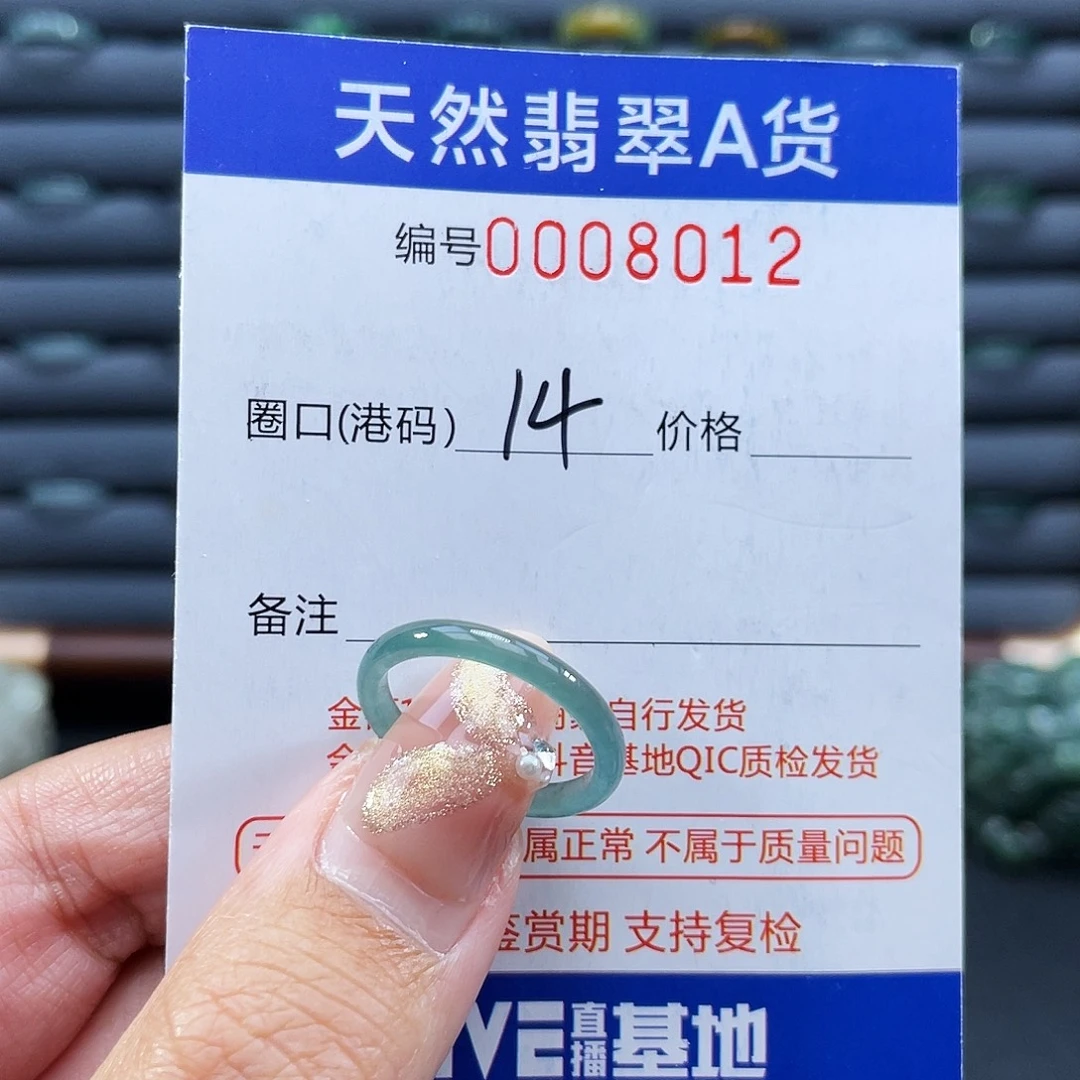 天然翡翠A货
编号0008012
圈口(港码) 14 价格
备注
自行发货
基地QIC质检发货
属正常 不属于质量问题
鉴赏期 支持复检
VE直播基地